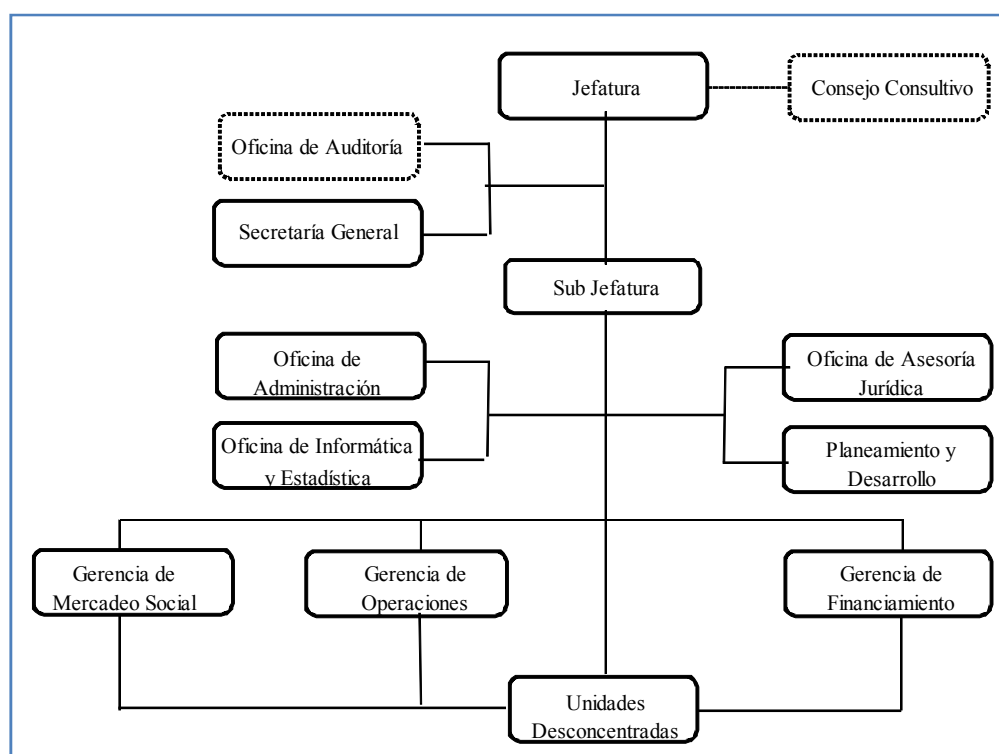 Jefatura
Consejo Consultivo
Oficina de Auditoría
Secretaría General
Sub Jefatura
Oficina de
Administración
Oficina de Asesoría
Jurídica
Oficina de Informática
y Estadística
Planeamiento y
Desarrollo
Gerencia de
Mercadeo Social
Gerencia de
Operaciones
Gerencia de
Financiamiento
Unidades
Desconcentradas